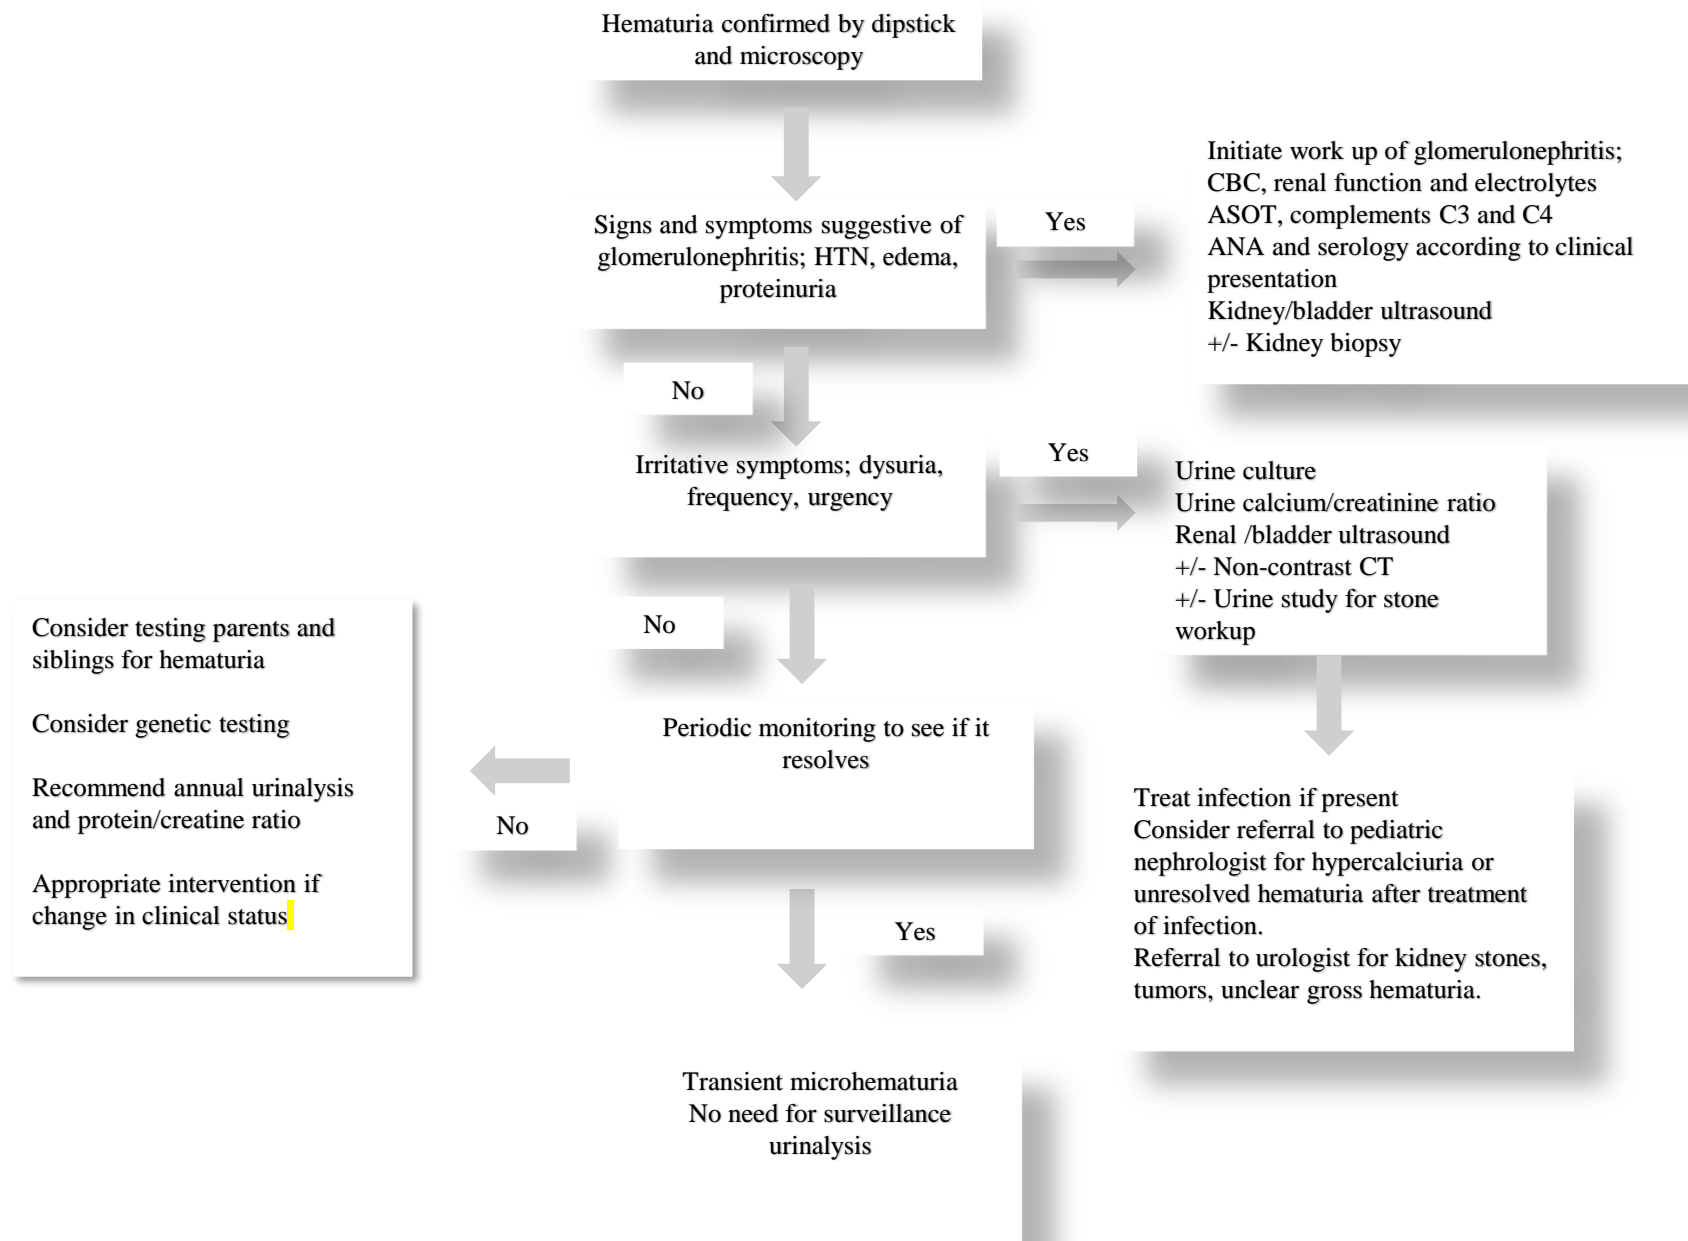 Hematuria confirmed by dipstick
and microscopy
Signs and symptoms suggestive of
glomerulonephritis; HTN, edema,
proteinuria
Yes
Initiate work up of glomerulonephritis;
CBC, renal function and electrolytes
ASOT, complements C3 and C4
ANA and serology according to clinical
presentation
Kidney/bladder ultrasound
+/- Kidney biopsy
No
Irritative symptoms; dysuria,
frequency, urgency
Yes
Urine culture
Urine calcium/creatinine ratio
Renal /bladder ultrasound
+/- Non-contrast CT
+/- Urine study for stone
workup
No
Periodic monitoring to see if it
resolves
No
Consider testing parents and
siblings for hematuria
Consider genetic testing
Recommend annual urinalysis
and protein/creatine ratio
Appropriate intervention if
change in clinical status
Treat infection if present
Consider referral to pediatric
nephrologist for hypercalciuria or
unresolved hematuria after treatment
of infection.
Referral to urologist for kidney stones,
tumors, unclear gross hematuria.
Yes
Transient microhematuria
No need for surveillance
urinalysis